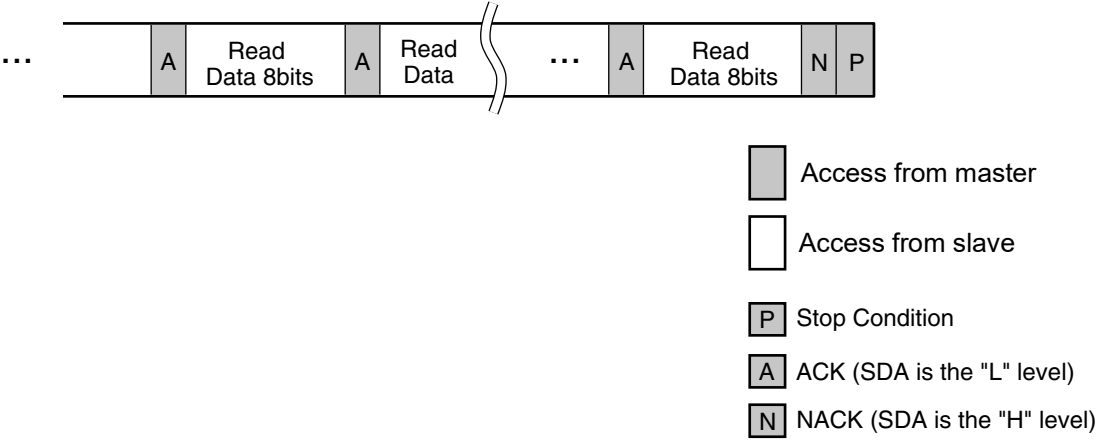 ... A Read Data 8bits A Read Data ... A Read Data 8bits N P
Access from master
Access from slave
P Stop Condition
A ACK (SDA is the "L" level)
N NACK (SDA is the "H" level)